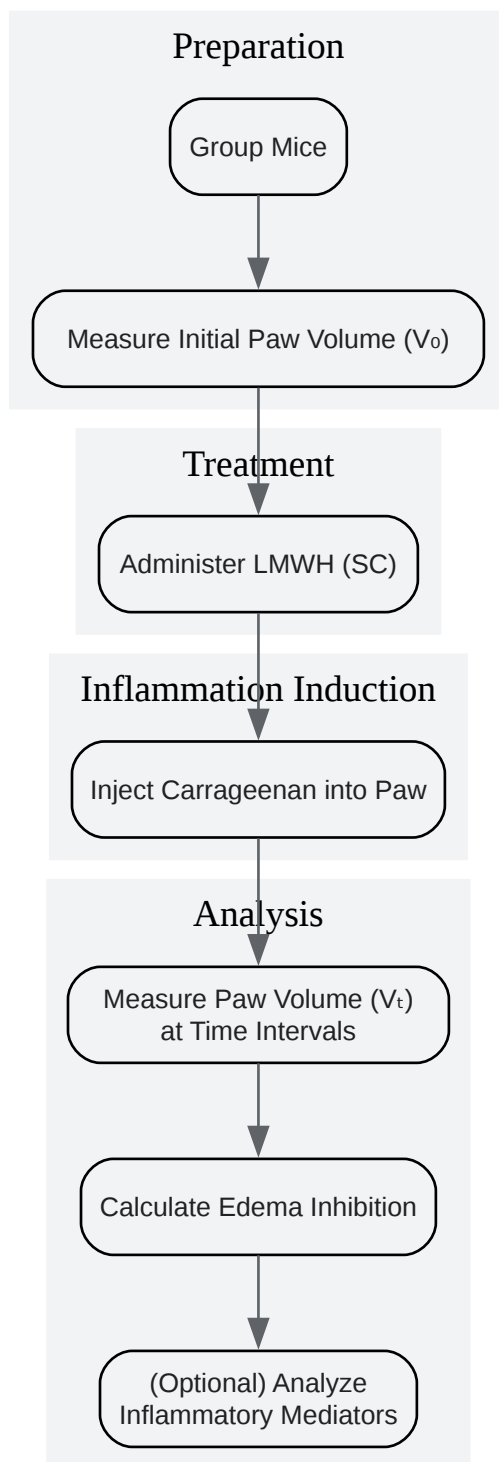 Preparation
Group Mice
Measure Initial Paw Volume (V₀)
Treatment
Administer LMWH (SC)
Inflammation Induction
Inject Carrageenan into Paw
Analysis
Measure Paw Volume (Vₜ)
at Time Intervals
Calculate Edema Inhibition
(Optional) Analyze
Inflammatory Mediators